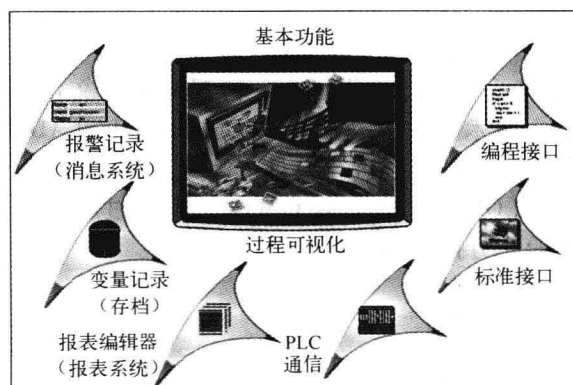 基本功能
报警记录
（消息系统）
编程接口
过程可视化
变量记录
（存档）
标准接口
报表编辑器
（报表系统）
PLC
通信